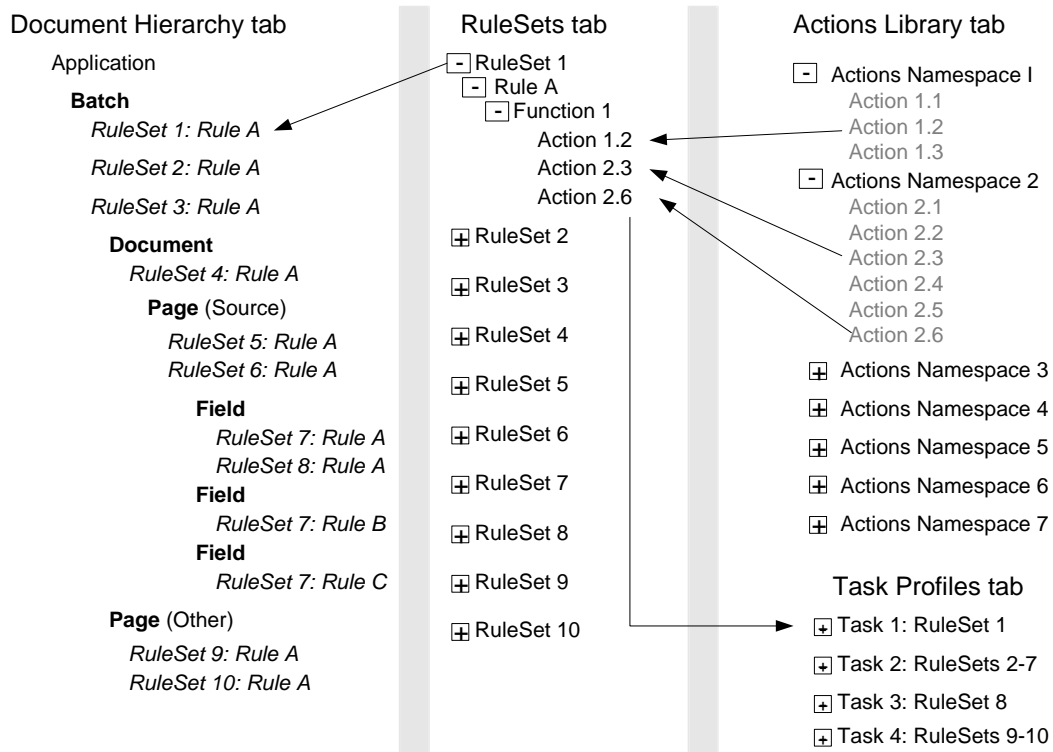 Document Hierarchy tab
Application
Batch
RuleSet 1: Rule A
RuleSet 2: Rule A
RuleSet 3: Rule A
Document
RuleSet 4: Rule A
Page (Source)
RuleSet 5: Rule A
RuleSet 6: Rule A
Field
RuleSet 7: Rule A
RuleSet 8: Rule A
Field
RuleSet 7: Rule B
Field
RuleSet 7: Rule C
Page (Other)
RuleSet 9: Rule A
RuleSet 10: Rule A
RuleSets tab
- RuleSet 1
- Rule A
- Function 1
Action 1.2
Action 2.3
Action 2.6
+ RuleSet 2
+ RuleSet 3
+ RuleSet 4
+ RuleSet 5
+ RuleSet 6
+ RuleSet 7
+ RuleSet 8
+ RuleSet 9
+ RuleSet 10
Actions Library tab
- Actions Namespace I
Action 1.1
Action 1.2
Action 1.3
- Actions Namespace 2
Action 2.1
Action 2.2
Action 2.3
Action 2.4
Action 2.5
Action 2.6
+ Actions Namespace 3
+ Actions Namespace 4
+ Actions Namespace 5
+ Actions Namespace 6
+ Actions Namespace 7
Task Profiles tab
+ Task 1: RuleSet 1
+ Task 2: RuleSets 2-7
+ Task 3: RuleSet 8
+ Task 4: RuleSets 9-10